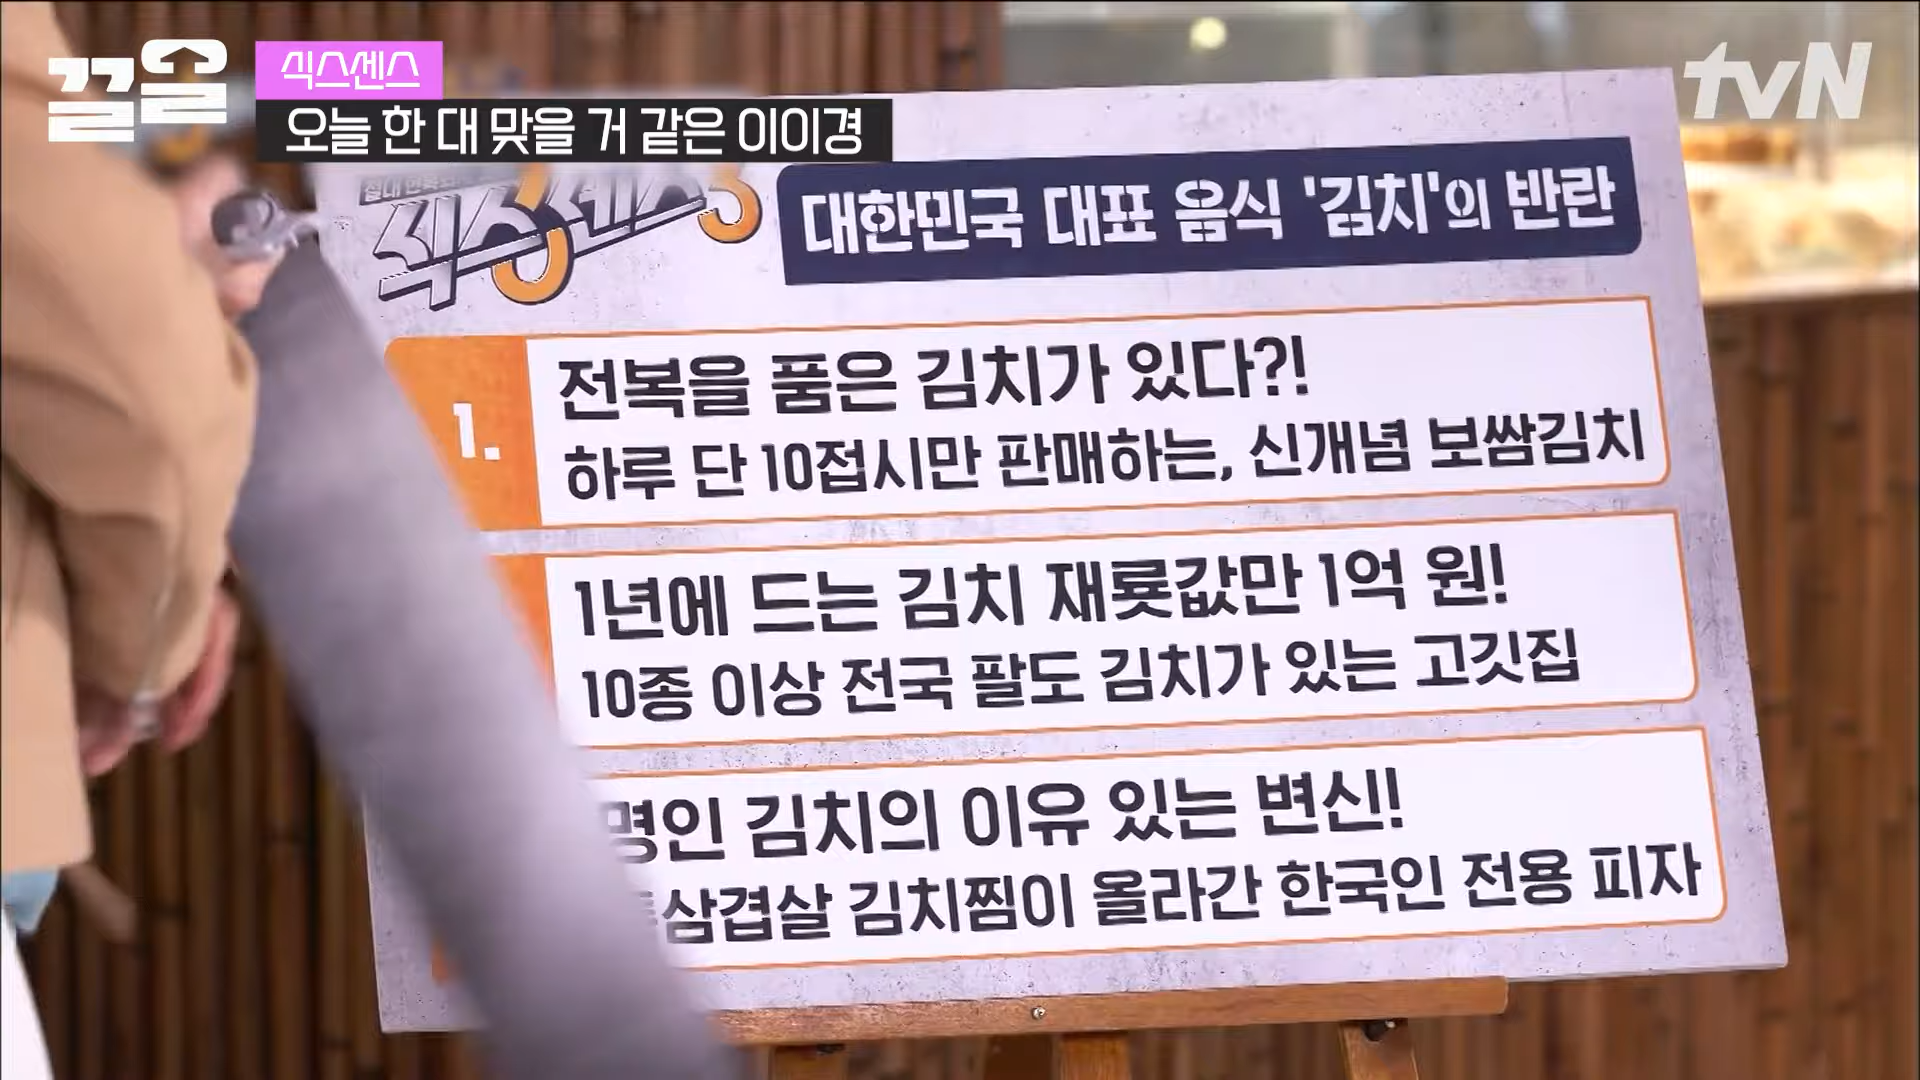 끌올
식스센스
tvN
오늘 한 대 맞을 거 같은 이이경
식스센스3
대한민국 대표 음식 '김치'의 반란
1.
전복을 품은 김치가 있다?!
하루 단 10접시만 판매하는, 신개념 보쌈김치
1년에 드는 김치 재룟값만 1억 원!
10종 이상 전국 팔도 김치가 있는 고깃집
명인 김치의 이유 있는 변신!
삼겹살 김치찜이 올라간 한국인 전용 피자